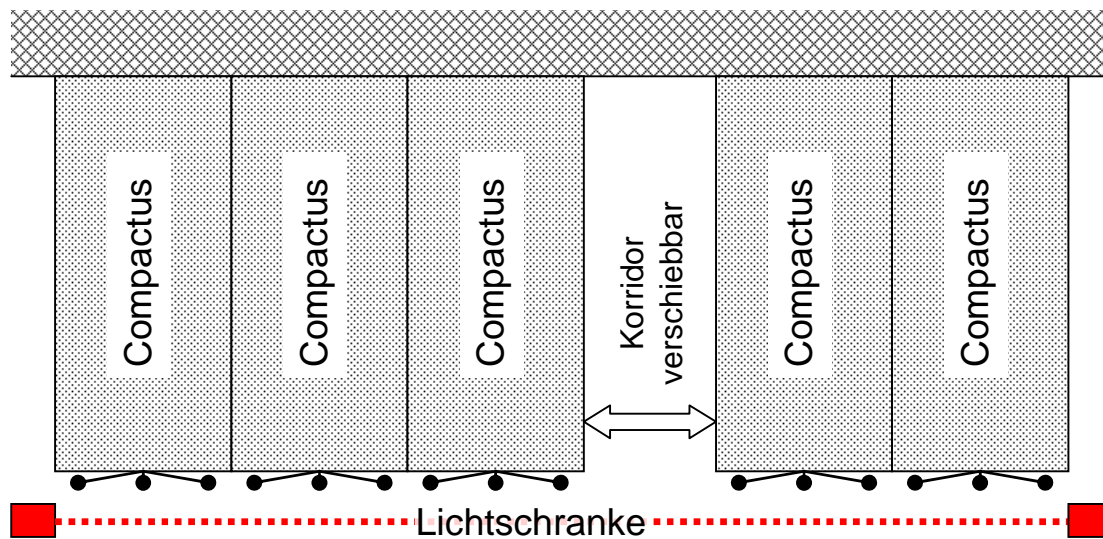 Compactus
Compactus
Compactus
Korridor
verschiebbar
Compactus
Compactus
Lichtschranke